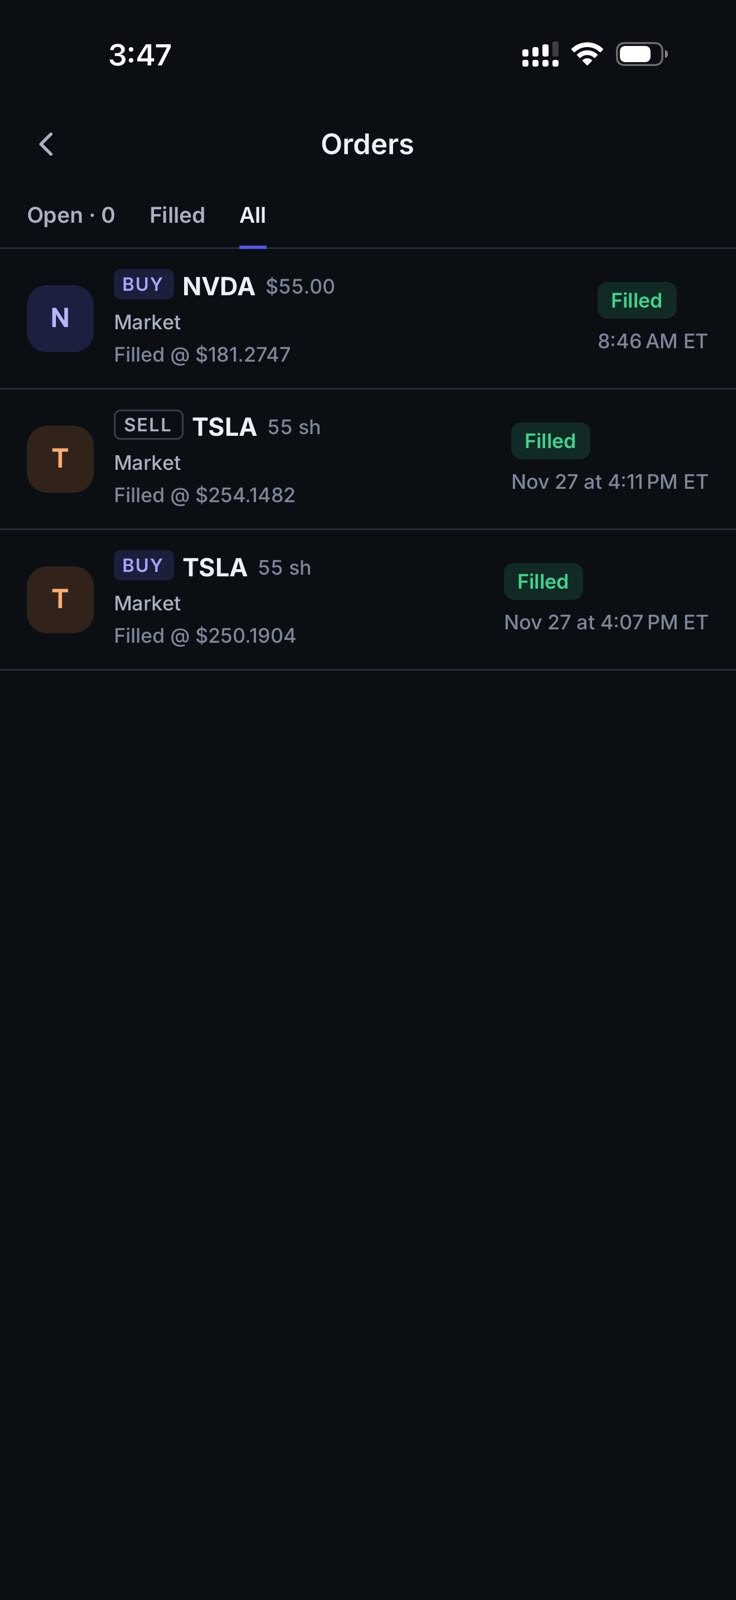 3:47
Orders
Open · 0 Filled All
N
BUY NVDA $55.00
Market
Filled @ $181.2747
Filled
8:46 AM ET
T
SELL TSLA 55 sh
Market
Filled @ $254.1482
Filled
Nov 27 at 4:11 PM ET
T
BUY TSLA 55 sh
Market
Filled @ $250.1904
Filled
Nov 27 at 4:07 PM ET